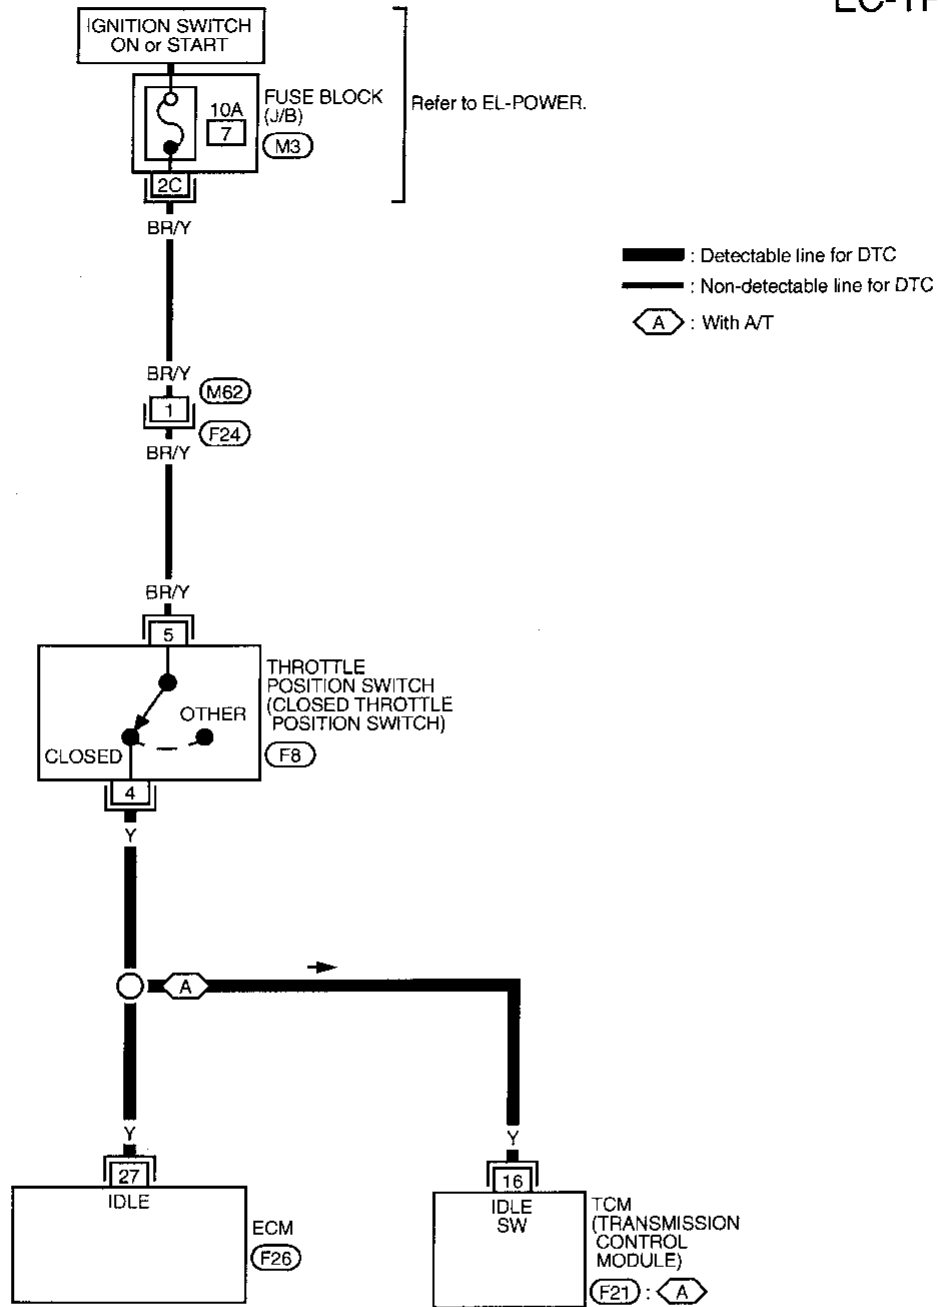 EC-TP
IGNITION SWITCH
ON or START
10A
7
FUSE BLOCK
(J/B)
M3
Refer to EL-POWER.
2C
BR/Y
: Detectable line for DTC
: Non-detectable line for DTC
A : With A/T
BR/Y
M62
1
F24
BR/Y
BR/Y
5
THROTTLE
POSITION SWITCH
(CLOSED THROTTLE
POSITION SWITCH)
F8
OTHER
CLOSED
4
Y
A
Y
27
IDLE
ECM
F26
Y
16
IDLE
SW
TCM
(TRANSMISSION
CONTROL
MODULE)
F21 : A